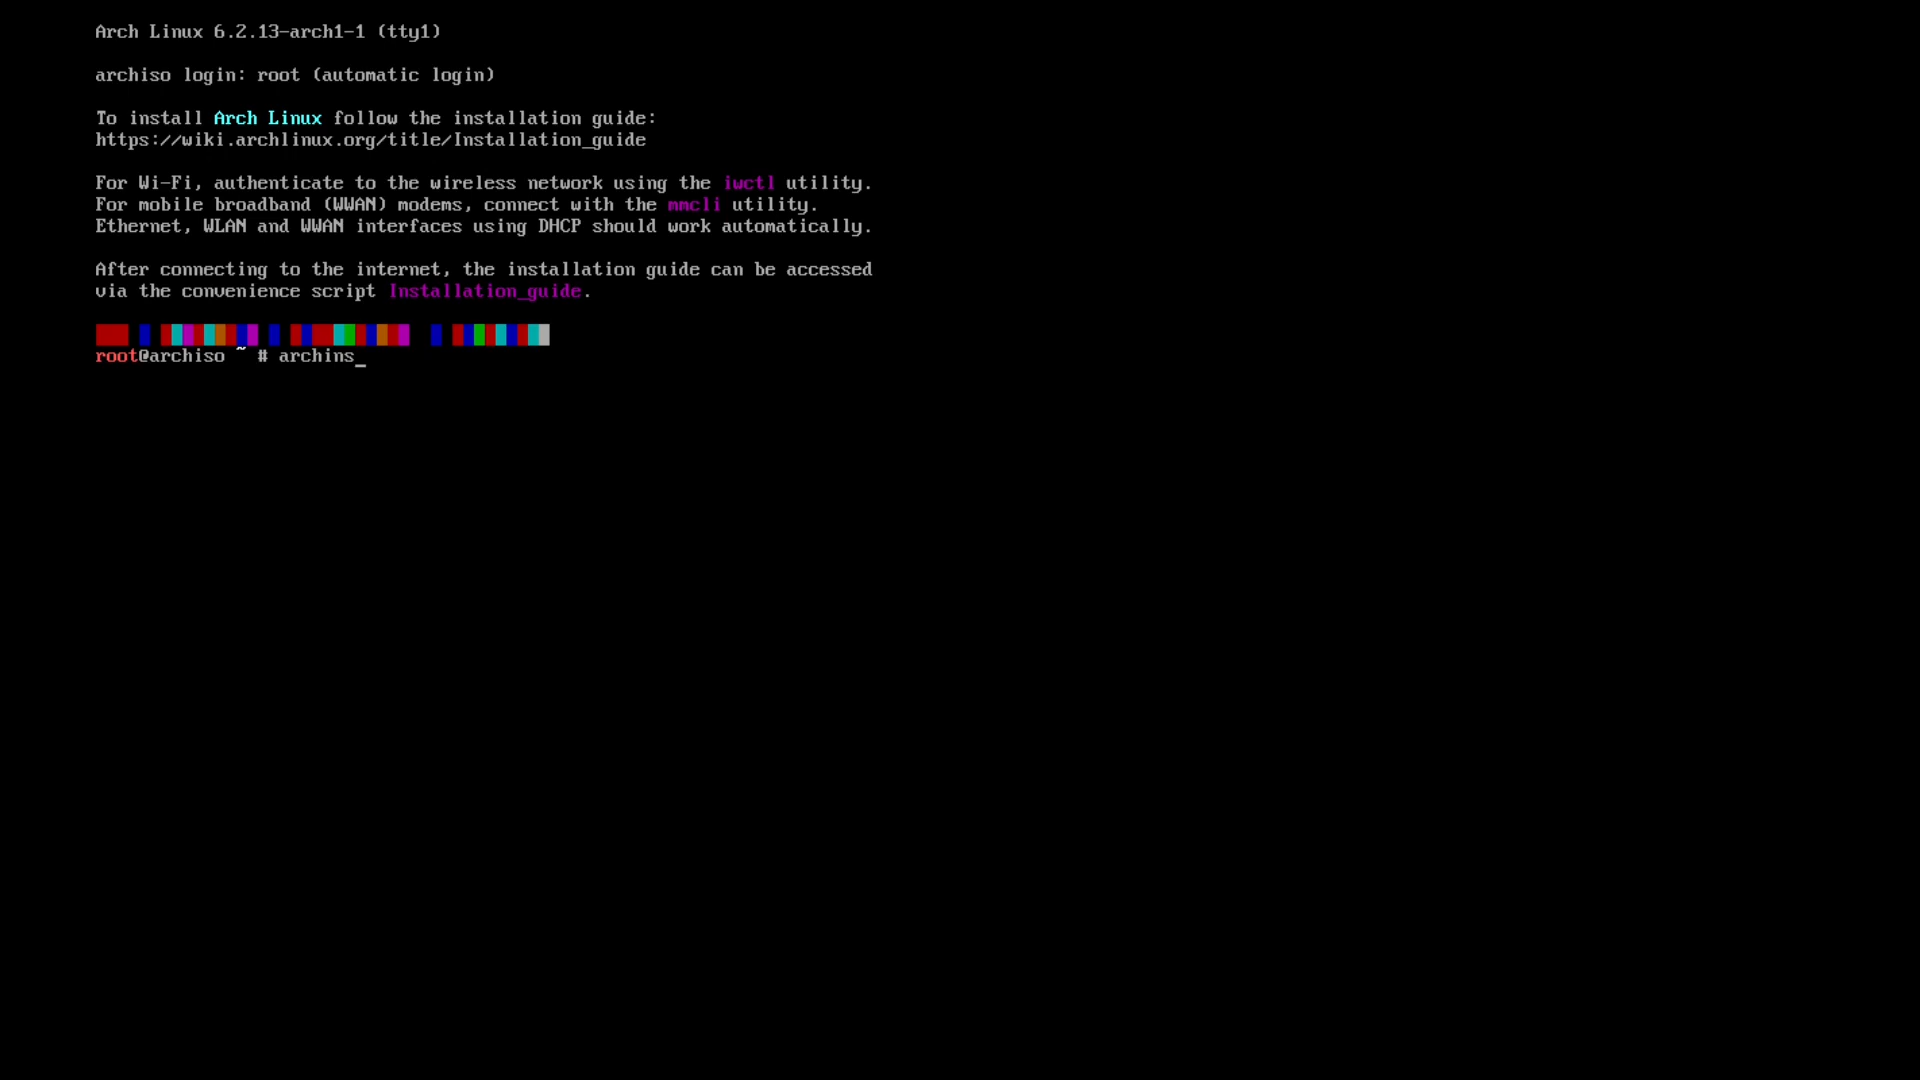 Arch Linux 6.2.13-arch1-1 (tty1)
archiso login: root (automatic login)
To install Arch Linux follow the installation guide:
https://wiki.archlinux.org/title/Installation_guide
For Wi-Fi, authenticate to the wireless network using the iwctl utility.
For mobile broadband (WWAN) modems, connect with the mmcli utility.
Ethernet, WLAN and WWAN interfaces using DHCP should work automatically.
After connecting to the internet, the installation guide can be accessed
via the convenience script Installation_guide.
root@archiso ~ # archins_